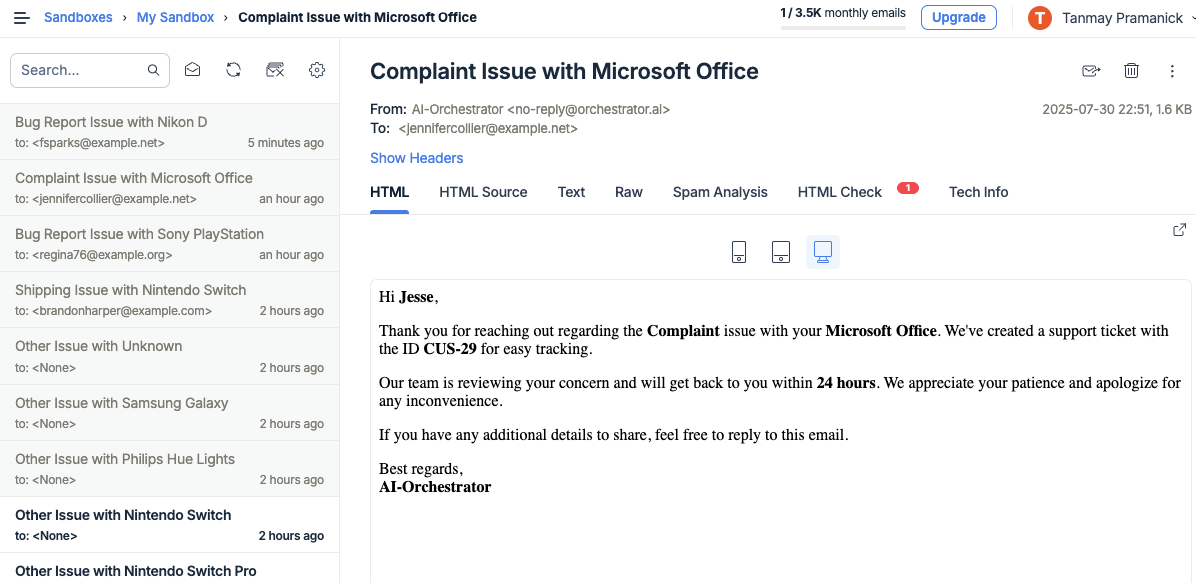 Sandboxes › My Sandbox › Complaint Issue with Microsoft Office
1 / 3.5K monthly emails
Upgrade
T Tanmay Pramanick
Search...
Bug Report Issue with Nikon D
to: <fsparks@example.net> 5 minutes ago
Complaint Issue with Microsoft Office
to: <jennifercollier@example.net> an hour ago
Bug Report Issue with Sony PlayStation
to: <regina76@example.org> an hour ago
Shipping Issue with Nintendo Switch
to: <brandonharper@example.com> 2 hours ago
Other Issue with Unknown
to: <None> 2 hours ago
Other Issue with Samsung Galaxy
to: <None> 2 hours ago
Other Issue with Philips Hue Lights
to: <None> 2 hours ago
Other Issue with Nintendo Switch
to: <None> 2 hours ago
Other Issue with Nintendo Switch Pro
Complaint Issue with Microsoft Office
From: AI-Orchestrator <no-reply@orchestrator.ai> 2025-07-30 22:51, 1.6 KB
To: <jennifercollier@example.net>
Show Headers
HTML HTML Source Text Raw Spam Analysis HTML Check 1 Tech Info
Hi Jesse,
Thank you for reaching out regarding the Complaint issue with your Microsoft Office. We've created a support ticket with
the ID CUS-29 for easy tracking.
Our team is reviewing your concern and will get back to you within 24 hours. We appreciate your patience and apologize for
any inconvenience.
If you have any additional details to share, feel free to reply to this email.
Best regards,
AI-Orchestrator